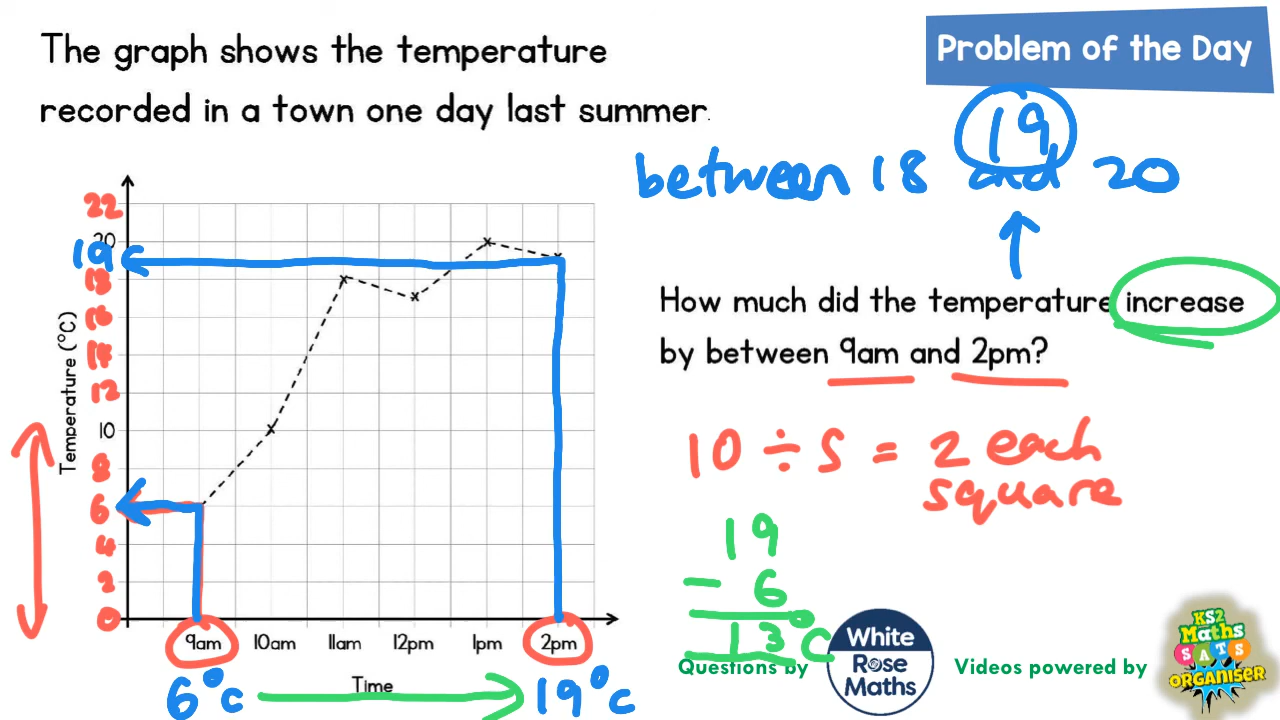 The graph shows the temperature
recorded in a town one day last summer.
Problem of the Day
19
between 18 and 20
How much did the temperature increase
by between 9am and 2pm?
10 ÷ 5 = 2 each
square
19
- 6
13°C
Temperature (°C)
22
20
19°C
18
16
14
12
10
8
6
4
2
0
9am 10am 11am 12pm 1pm 2pm
Time
6°C 19°C
Questions by
White
Rose
Maths
Videos powered by
KS2
Maths
SATS
ORGANISER